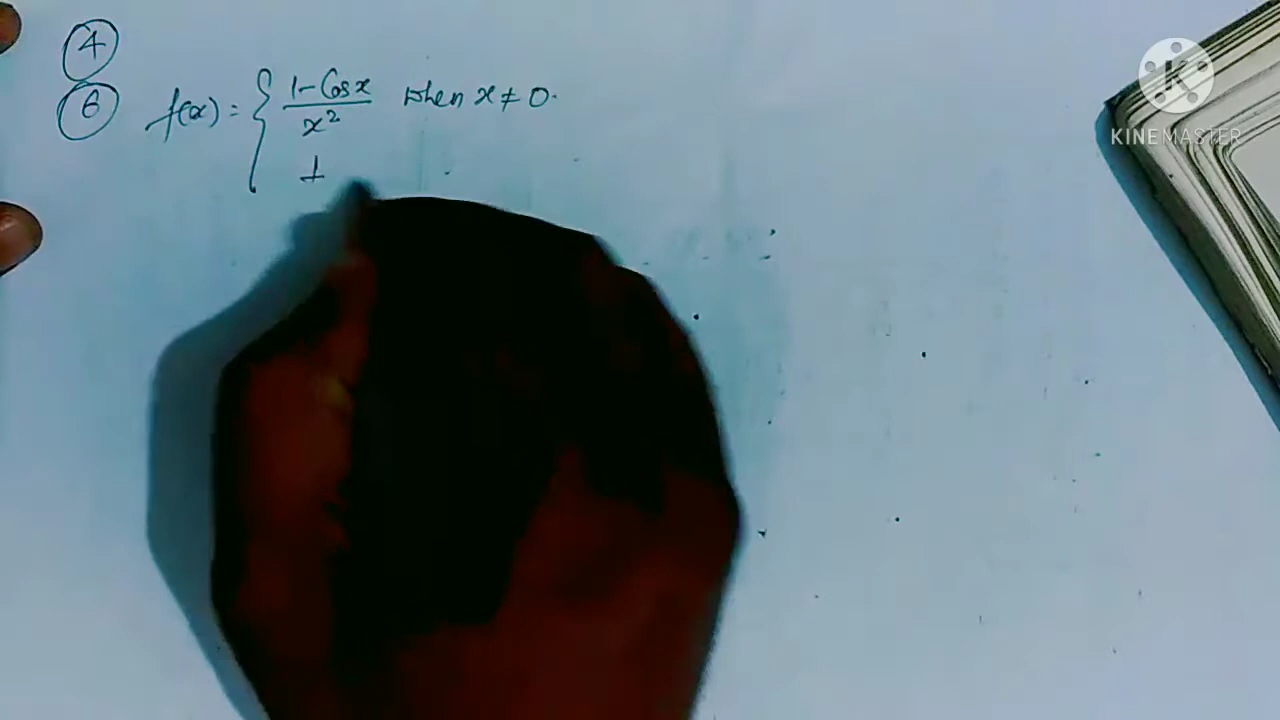 ④
⑥ f(x) = { 1 - Cos x / x² when x ≠ 0.
1
KINEMASTER